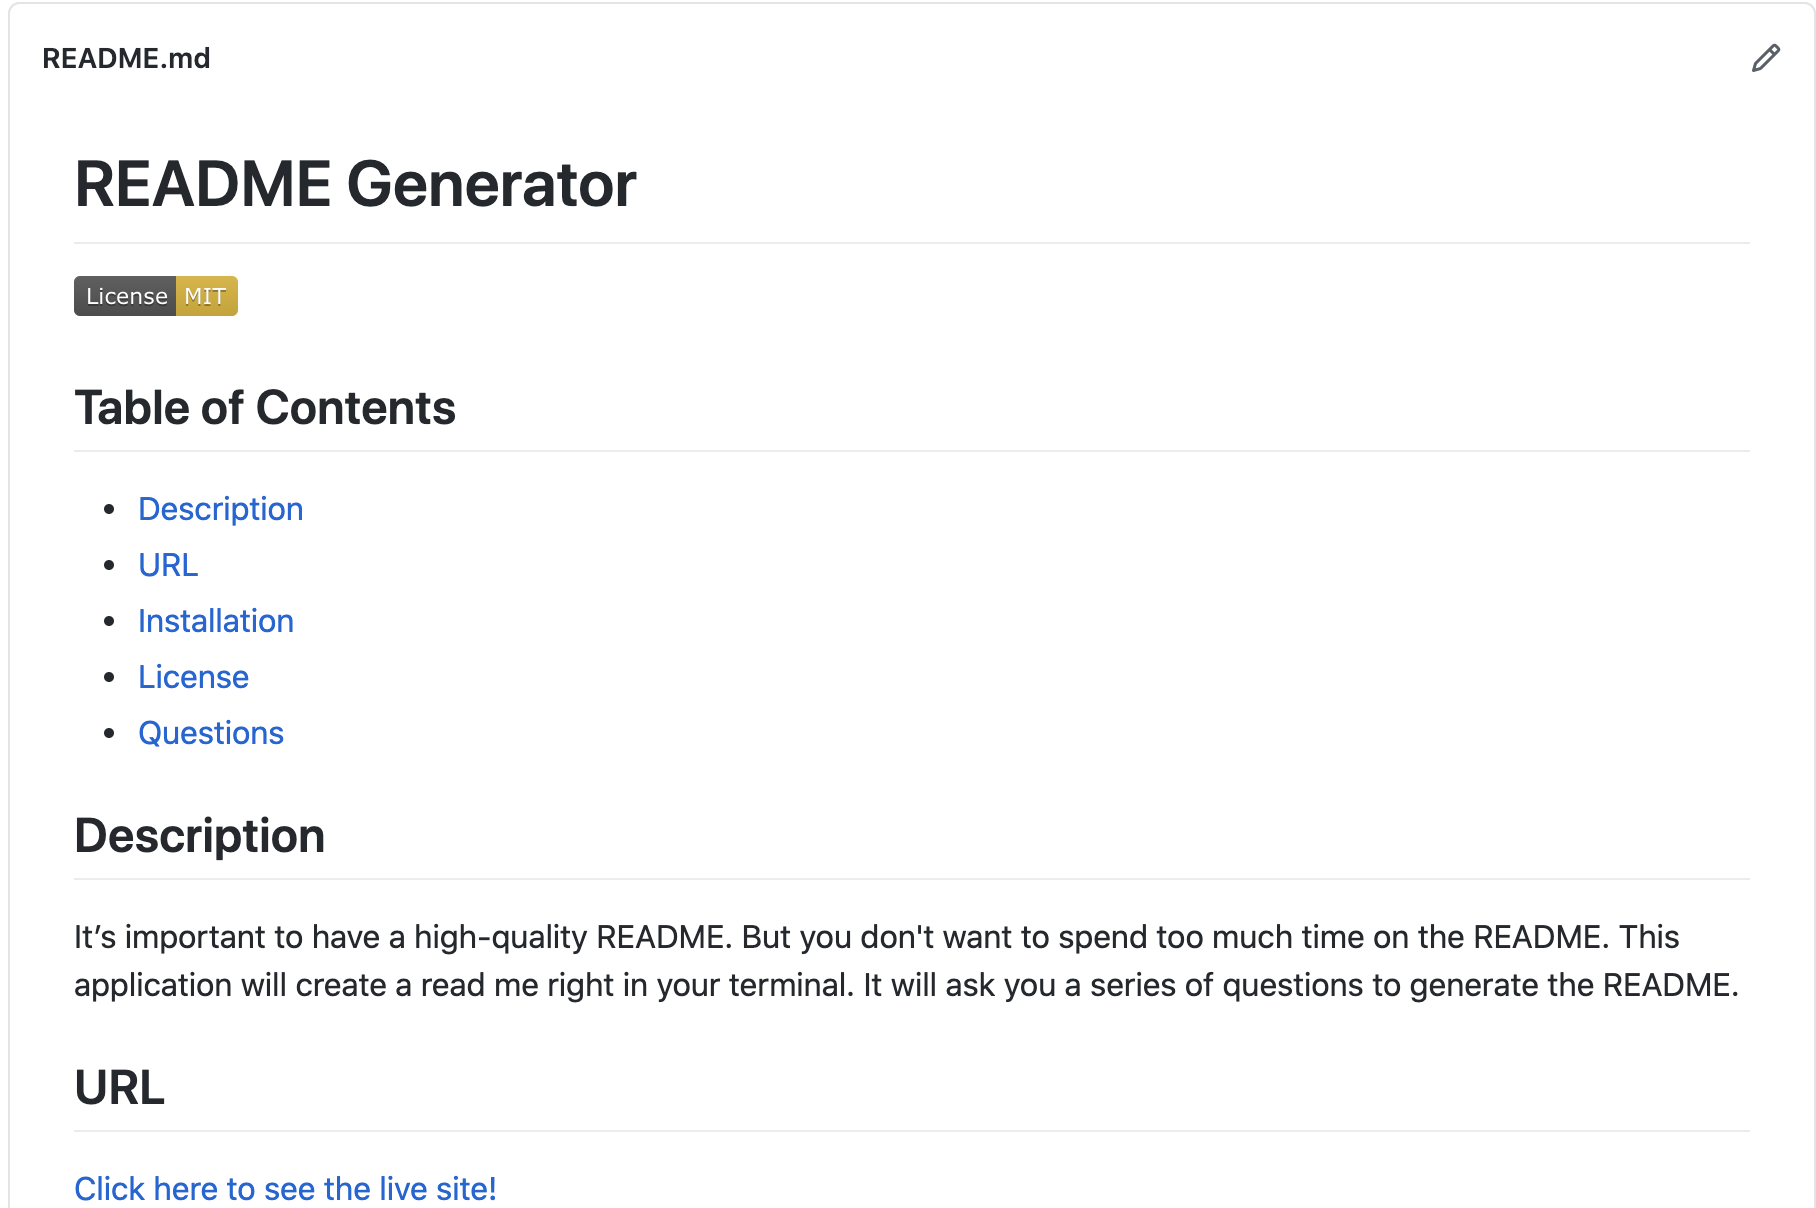 README.md
README Generator
License MIT
Table of Contents
Description
URL
Installation
License
Questions
Description
It’s important to have a high-quality README. But you don't want to spend too much time on the README. This
application will create a read me right in your terminal. It will ask you a series of questions to generate the README.
URL
Click here to see the live site!